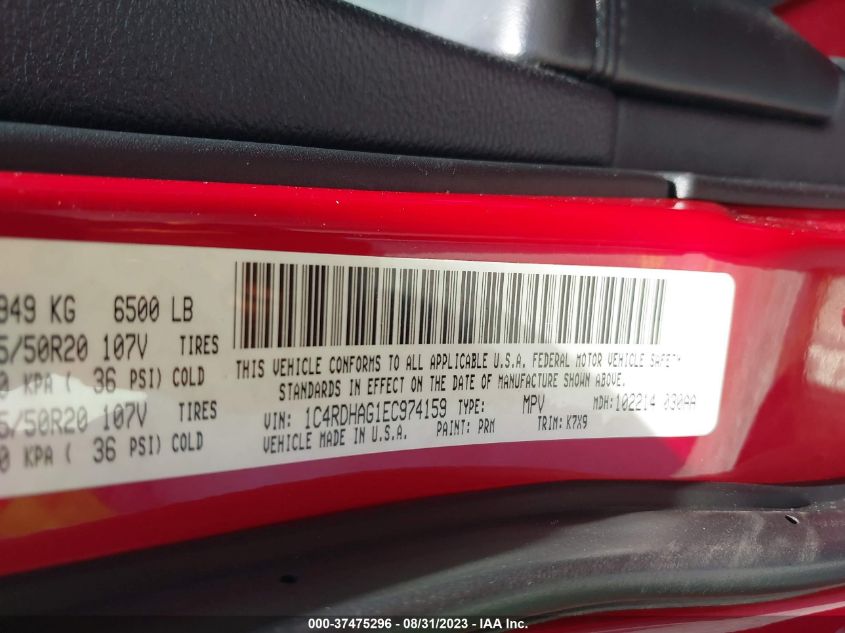 949 KG 6500 LB
5/50R20 107V TIRES
0 KPA ( 36 PSI) COLD
5/50R20 107V TIRES
0 KPA ( 36 PSI) COLD
THIS VEHICLE CONFORMS TO ALL APPLICABLE U.S.A. FEDERAL MOTOR VEHICLE SAFETY
STANDARDS IN EFFECT ON THE DATE OF MANUFACTURE SHOWN ABOVE.
VIN: 1C4RDHAG1EC974159 TYPE: MPV MDH: 102214 030AA
VEHICLE MADE IN U.S.A. PAINT: PRM TRIM: K7X9
000-37475296 - 08/31/2023 - © IAA Inc.